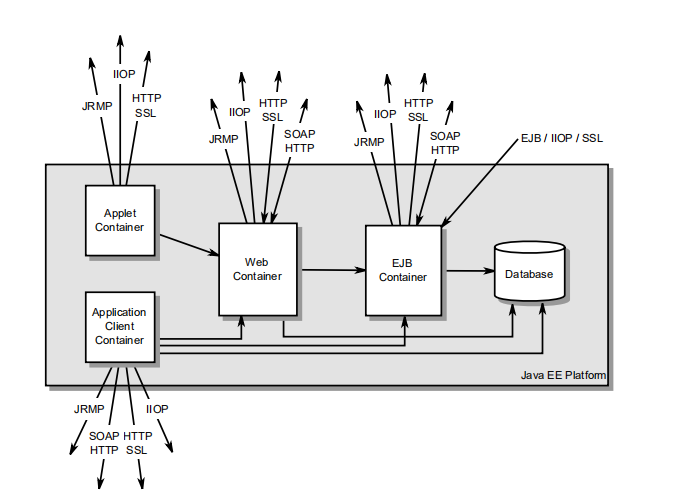 IIOP
JRMP
HTTP
SSL
JRMP
IIOP
HTTP
SSL
SOAP
HTTP
JRMP
IIOP
HTTP
SSL
SOAP
HTTP
EJB / IIOP / SSL
Applet
Container
Web
Container
EJB
Container
Database
Application
Client
Container
Java EE Platform
JRMP
SOAP
HTTP
HTTP
SSL
IIOP